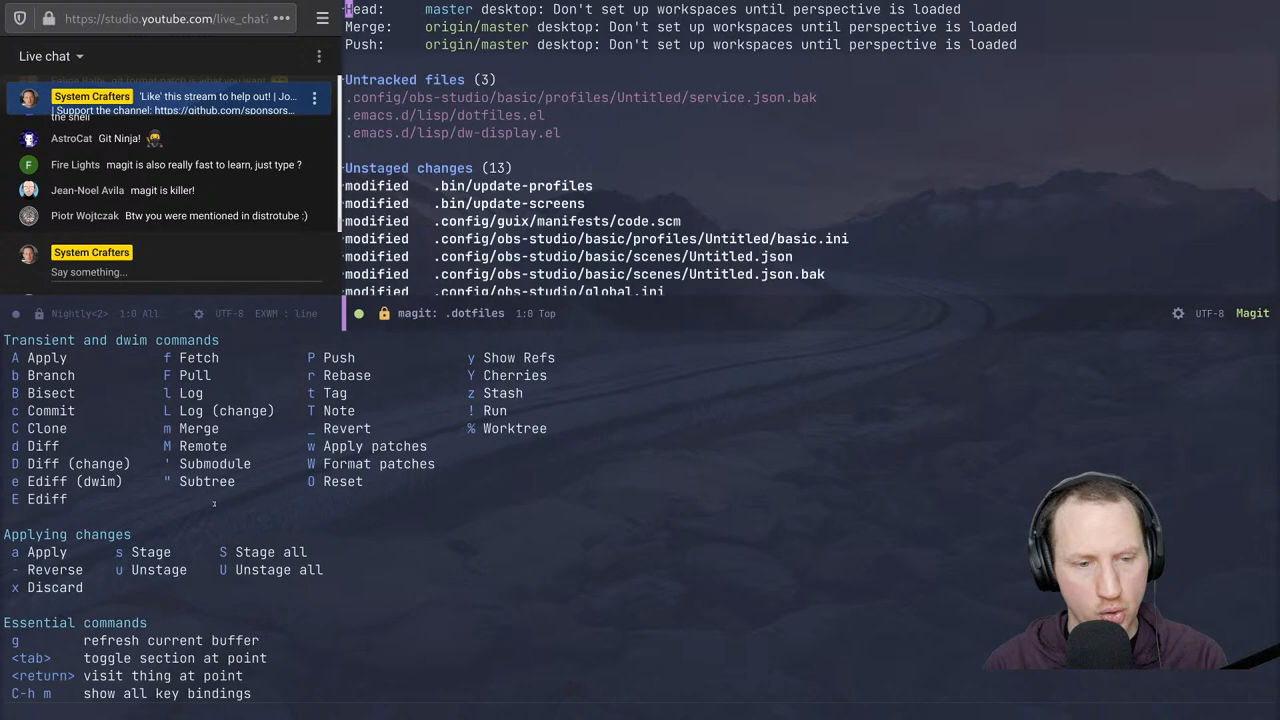 https://studio.youtube.com/live_chat?
Live chat
System Crafters 'Like' this stream to help out! | Jo...
| Support the channel: https://github.com/sponsors...
the shell
AstroCat Git Ninja!
F Fire Lights magit is also really fast to learn, just type ?
Jean-Noel Avila magit is killer!
Piotr Wojtczak Btw you were mentioned in distrotube :)
System Crafters
Say something...
Nightly<2> 1:0 All UTF-8 EXWM : line
Head: master desktop: Don't set up workspaces until perspective is loaded
Merge: origin/master desktop: Don't set up workspaces until perspective is loaded
Push: origin/master desktop: Don't set up workspaces until perspective is loaded
Untracked files (3)
.config/obs-studio/basic/profiles/Untitled/service.json.bak
.emacs.d/lisp/dotfiles.el
.emacs.d/lisp/dw-display.el
Unstaged changes (13)
modified .bin/update-profiles
modified .bin/update-screens
modified .config/guix/manifests/code.scm
modified .config/obs-studio/basic/profiles/Untitled/basic.ini
modified .config/obs-studio/basic/scenes/Untitled.json
modified .config/obs-studio/basic/scenes/Untitled.json.bak
modified .config/obs-studio/global.ini
magit: .dotfiles 1:0 Top UTF-8 Magit
Transient and dwim commands
A Apply f Fetch P Push y Show Refs
b Branch F Pull r Rebase Y Cherries
B Bisect l Log t Tag z Stash
c Commit L Log (change) T Note ! Run
C Clone m Merge _ Revert % Worktree
d Diff M Remote w Apply patches
D Diff (change) ' Submodule W Format patches
e Ediff (dwim) " Subtree O Reset
E Ediff
Applying changes
a Apply s Stage S Stage all
- Reverse u Unstage U Unstage all
x Discard
Essential commands
g refresh current buffer
<tab> toggle section at point
<return> visit thing at point
C-h m show all key bindings